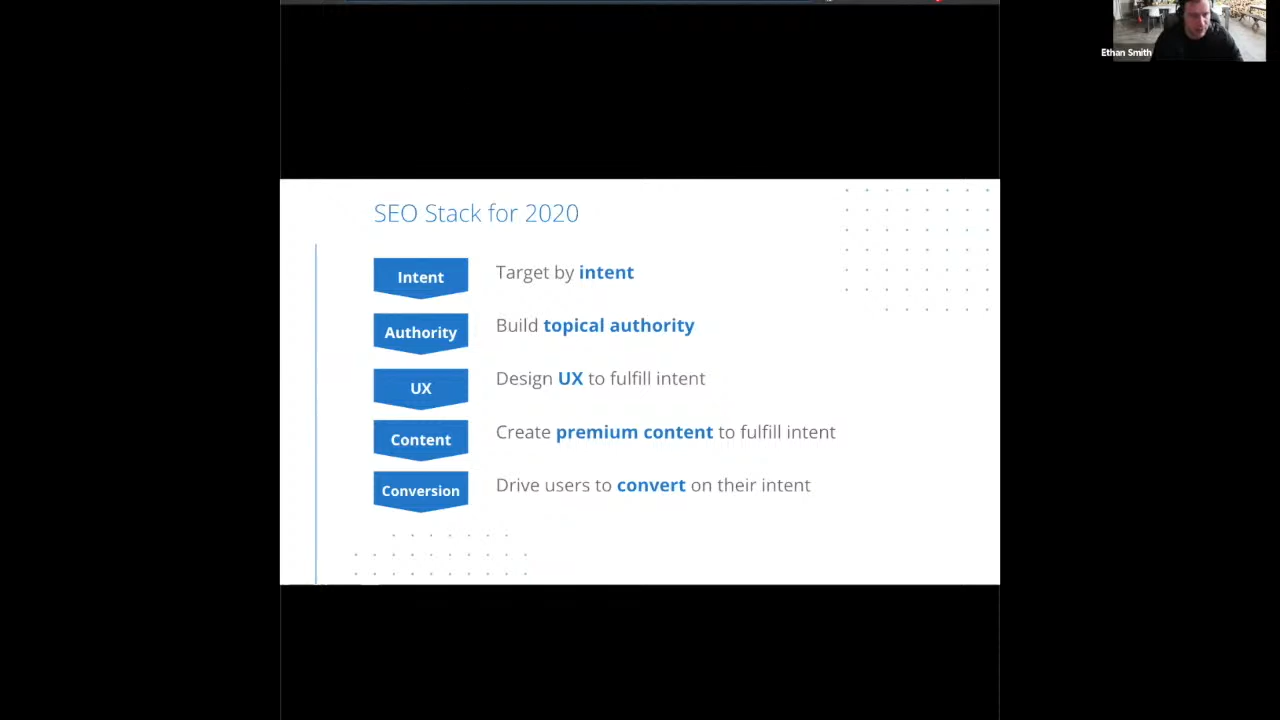 Ethan Smith
SEO Stack for 2020
Intent
Target by intent
Authority
Build topical authority
UX
Design UX to fulfill intent
Content
Create premium content to fulfill intent
Conversion
Drive users to convert on their intent